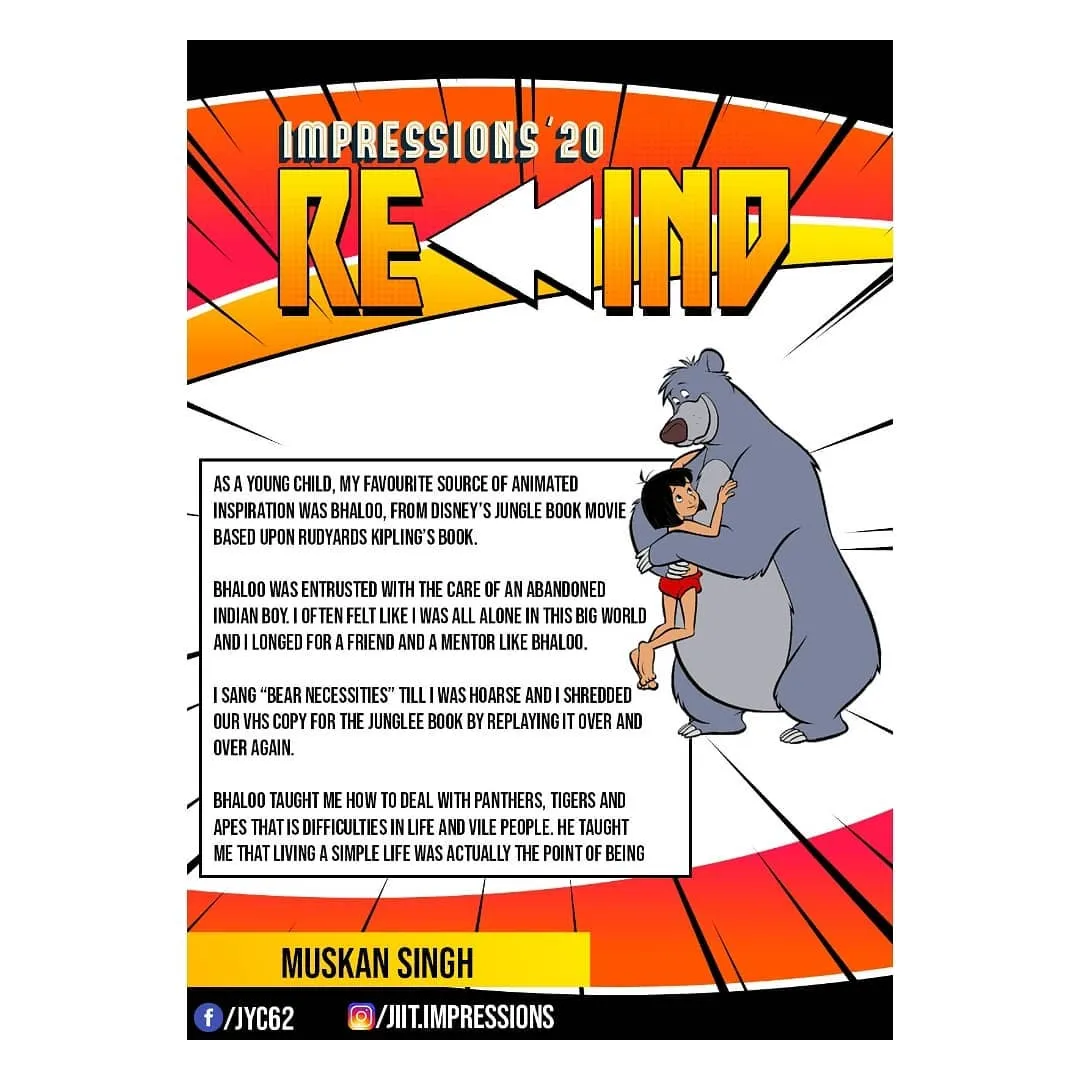 IMPRESSIONS '20
REWIND
AS A YOUNG CHILD, MY FAVOURITE SOURCE OF ANIMATED
INSPIRATION WAS BHALOO, FROM DISNEY'S JUNGLE BOOK MOVIE
BASED UPON RUDYARDS KIPLING'S BOOK.
BHALOO WAS ENTRUSTED WITH THE CARE OF AN ABANDONED
INDIAN BOY. I OFTEN FELT LIKE I WAS ALL ALONE IN THIS BIG WORLD
AND I LONGED FOR A FRIEND AND A MENTOR LIKE BHALOO.
I SANG “BEAR NECESSITIES” TILL I WAS HOARSE AND I SHREDDED
OUR VHS COPY FOR THE JUNGLEE BOOK BY REPLAYING IT OVER AND
OVER AGAIN.
BHALOO TAUGHT ME HOW TO DEAL WITH PANTHERS, TIGERS AND
APES THAT IS DIFFICULTIES IN LIFE AND VILE PEOPLE. HE TAUGHT
ME THAT LIVING A SIMPLE LIFE WAS ACTUALLY THE POINT OF BEING
MUSKAN SINGH
/JYC62 /JIIT.IMPRESSIONS